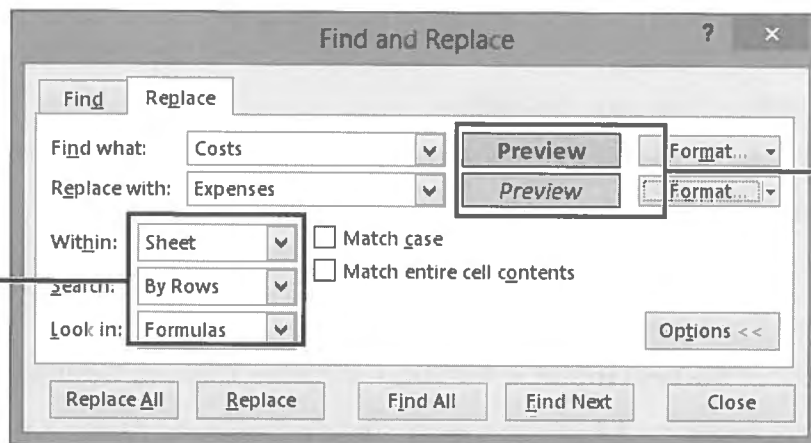 Find and Replace ? ×
Find Replace
Find what: Costs Preview Format...
Replace with: Expenses Preview Format...
Within: Sheet Match case
Search: By Rows Match entire cell contents
Look in: Formulas Options <<
Replace All Replace Find All Find Next Close